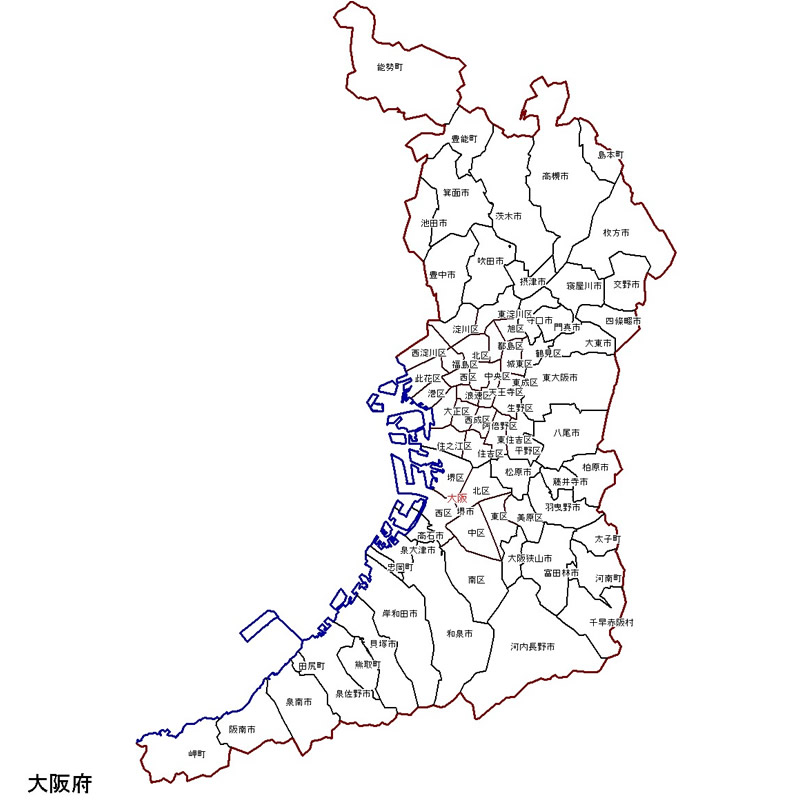 能勢町
豊能町
島本町
高槻市
箕面市
茨木市
池田市
枚方市
吹田市
豊中市
摂津市
寝屋川市
交野市
東淀川区
守口市
四條畷市
淀川区
旭区
門真市
都島区
大東市
西淀川区
北区
鶴見区
福島区
城東区
此花区
西区
中央区
東成区
東大阪市
港区
浪速区
天王寺区
大正区
生野区
西成区
阿倍野区
八尾市
住之江区
東住吉区
住吉区
平野区
松原市
柏原市
堺区
藤井寺市
北区
大阪
羽曳野市
西区
堺市
東区
美原区
高石市
中区
太子町
泉大津市
大阪狭山市
忠岡町
富田林市
河南町
南区
岸和田市
千早赤阪村
和泉市
貝塚市
河内長野市
田尻町
熊取町
泉佐野市
泉南市
阪南市
岬町
大阪府